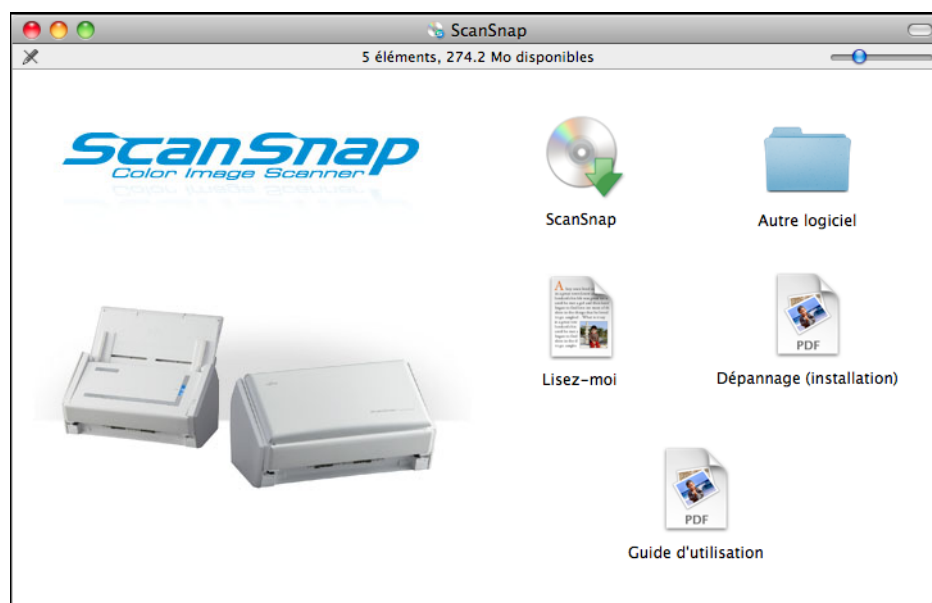 ScanSnap
5 éléments, 274.2 Mo disponibles
ScanSnap
Color Image Scanner
ScanSnap
Autre logiciel
PDF
Lisez-moi
Dépannage (installation)
PDF
Guide d'utilisation